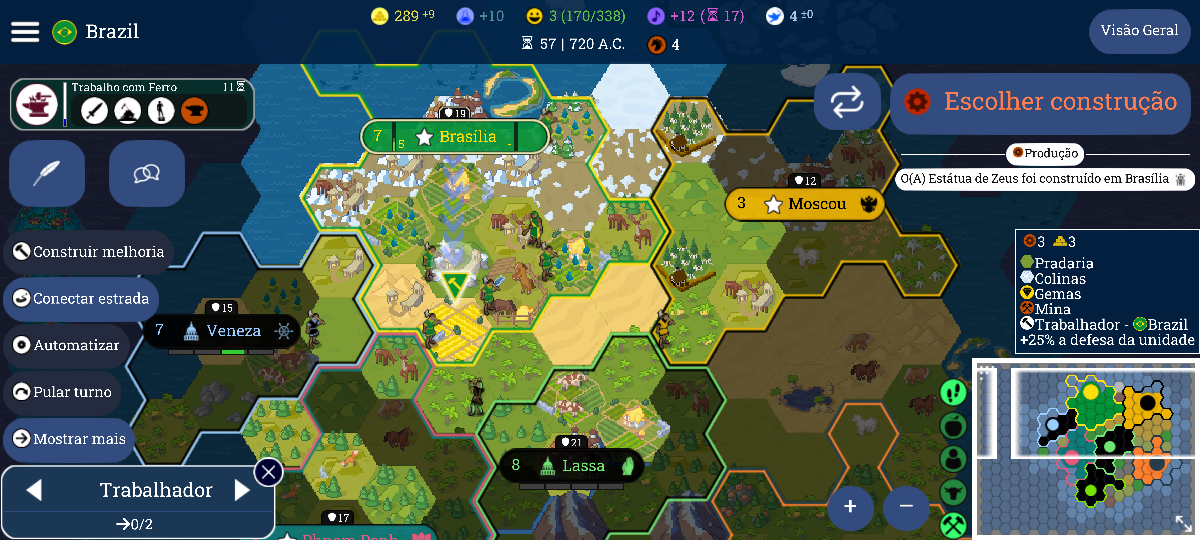 289 +9
+10
3 (170/338)
+12 (17)
4 ±0
Brazil
57 | 720 A.C.
4
Visão Geral
Trabalho com Ferro 11
Escolher construção
Produção
O(A) Estátua de Zeus foi construído em Brasília
19
7 5 Brasília -
12
3 Moscou
Construir melhoria
Conectar estrada
Automatizar
Pular turno
Mostrar mais
15
7 Veneza
3 3
Pradaria
Colinas
Gemas
Mina
Trabalhador - Brazil
+25% a defesa da unidade
21
8 Lassa
Trabalhador
0/2
17
Phnom Penh
+
−